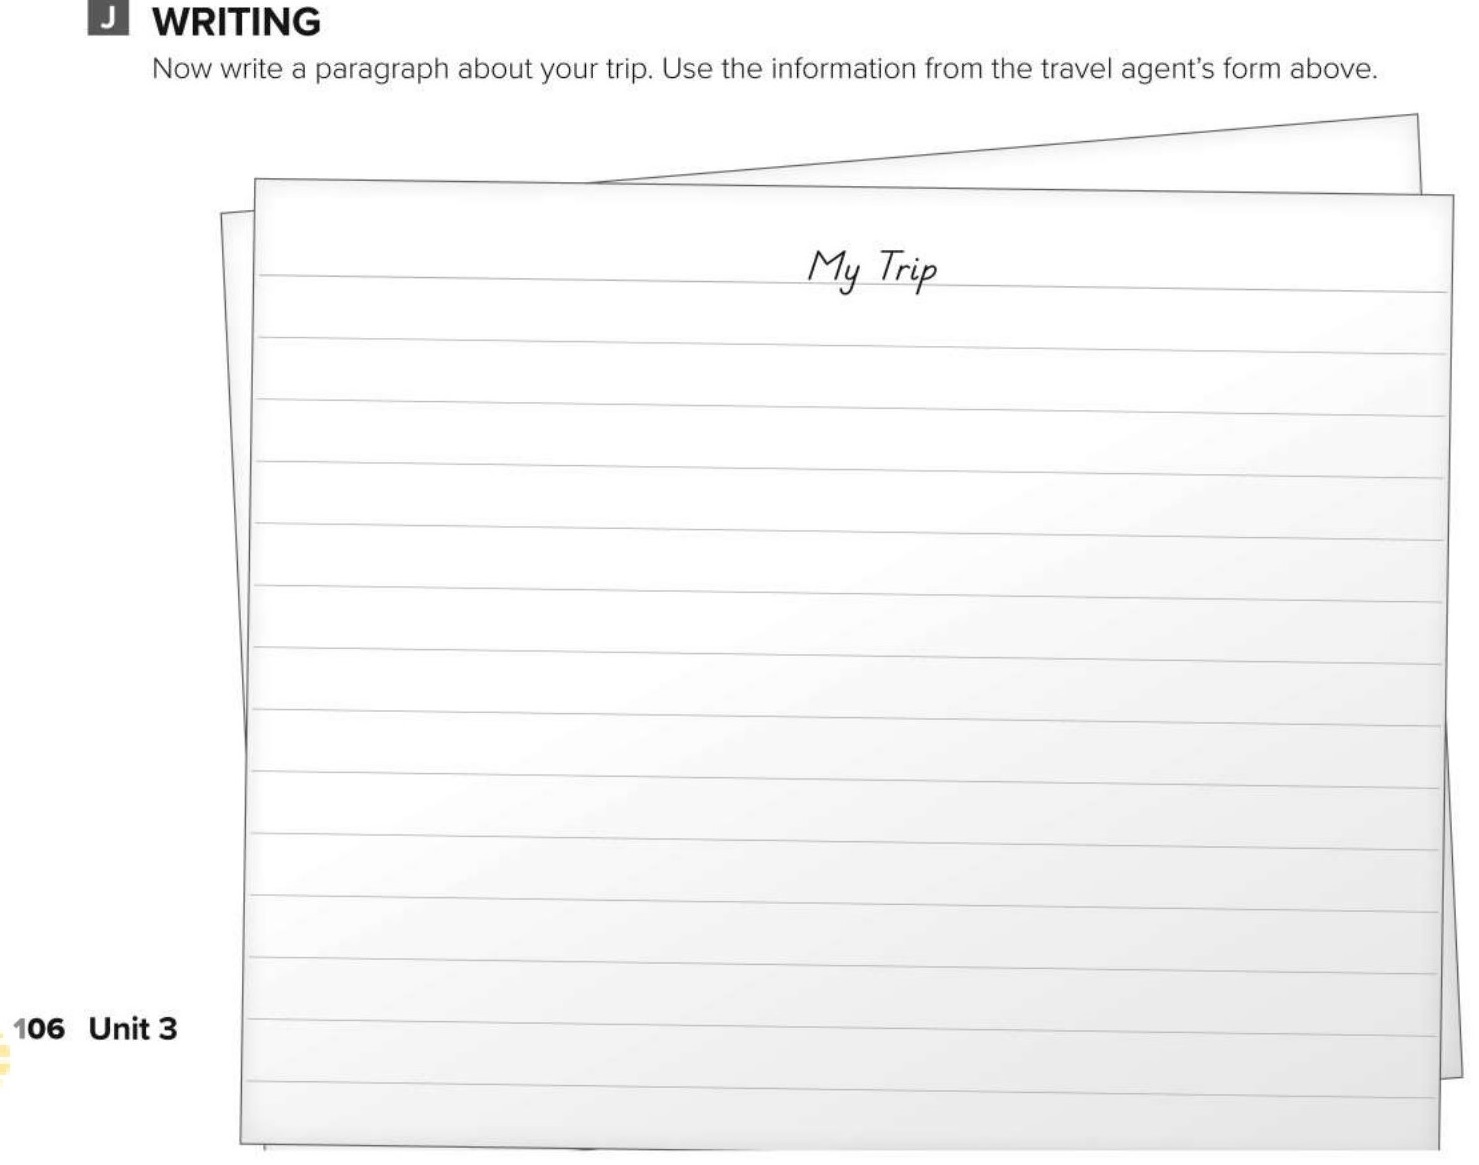 J WRITING
Now write a paragraph about your trip. Use the information from the travel agent's form above.
My Trip
106 Unit 3